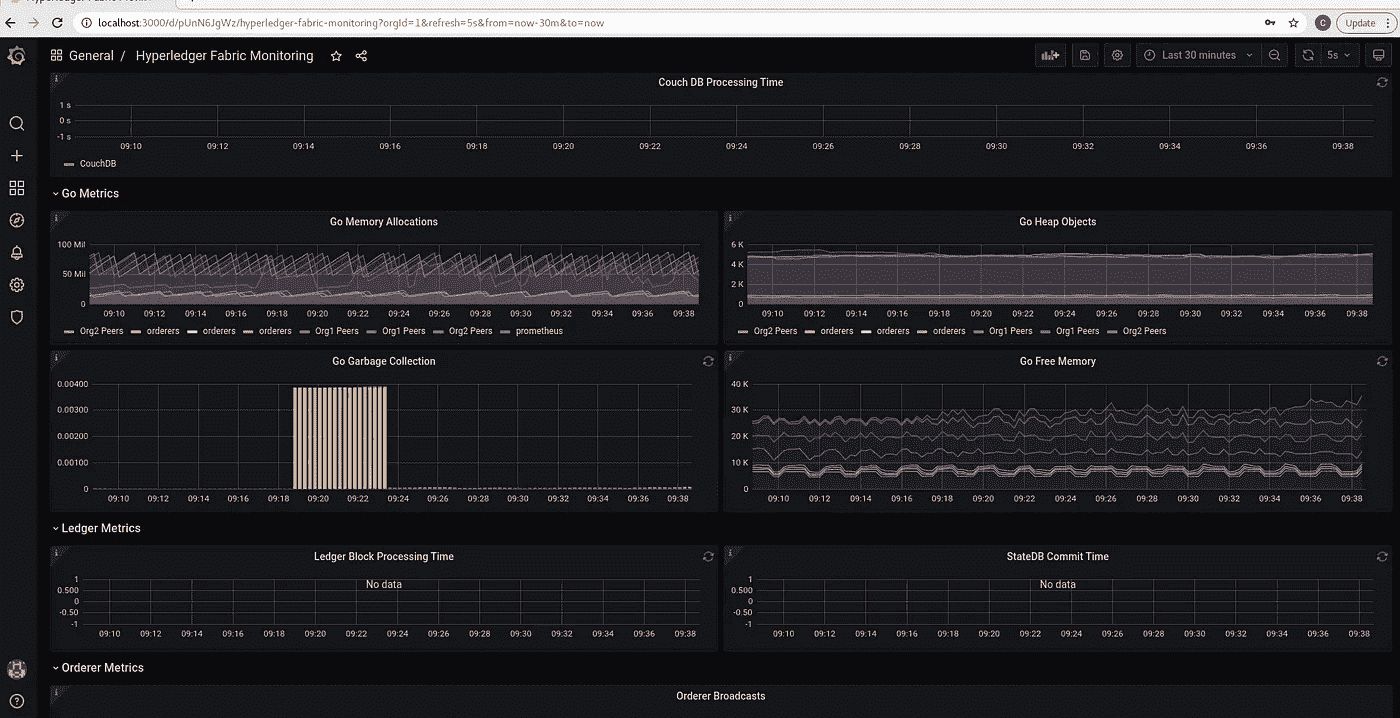 localhost:3000/d/pUnN6JgWz/hyperledger-fabric-monitoring?orgId=1&refresh=5s&from=now-30m&to=now
C
Update
General / Hyperledger Fabric Monitoring
Last 30 minutes
5s
Couch DB Processing Time
1 s
0 s
-1 s
09:10 09:12 09:14 09:16 09:18 09:20 09:22 09:24 09:26 09:28 09:30 09:32 09:34 09:36 09:38
CouchDB
Go Metrics
Go Memory Allocations
100 Mil
50 Mil
0
09:10 09:12 09:14 09:16 09:18 09:20 09:22 09:24 09:26 09:28 09:30 09:32 09:34 09:36 09:38
Org2 Peers orderers orderers orderers Org1 Peers Org1 Peers Org2 Peers prometheus
Go Heap Objects
6 K
4 K
2 K
0
09:10 09:12 09:14 09:16 09:18 09:20 09:22 09:24 09:26 09:28 09:30 09:32 09:34 09:36 09:38
Org2 Peers orderers orderers orderers Org1 Peers Org1 Peers Org2 Peers
Go Garbage Collection
0.00400
0.00300
0.00200
0.00100
0
09:10 09:12 09:14 09:16 09:18 09:20 09:22 09:24 09:26 09:28 09:30 09:32 09:34 09:36 09:38
Go Free Memory
40 K
30 K
20 K
10 K
0
09:10 09:12 09:14 09:16 09:18 09:20 09:22 09:24 09:26 09:28 09:30 09:32 09:34 09:36 09:38
Ledger Metrics
Ledger Block Processing Time
No data
1
0.500
0
-0.50
-1
09:10 09:12 09:14 09:16 09:18 09:20 09:22 09:24 09:26 09:28 09:30 09:32 09:34 09:36 09:38
StateDB Commit Time
No data
1
0.500
0
-0.50
-1
09:10 09:12 09:14 09:16 09:18 09:20 09:22 09:24 09:26 09:28 09:30 09:32 09:34 09:36 09:38
Orderer Metrics
Orderer Broadcasts